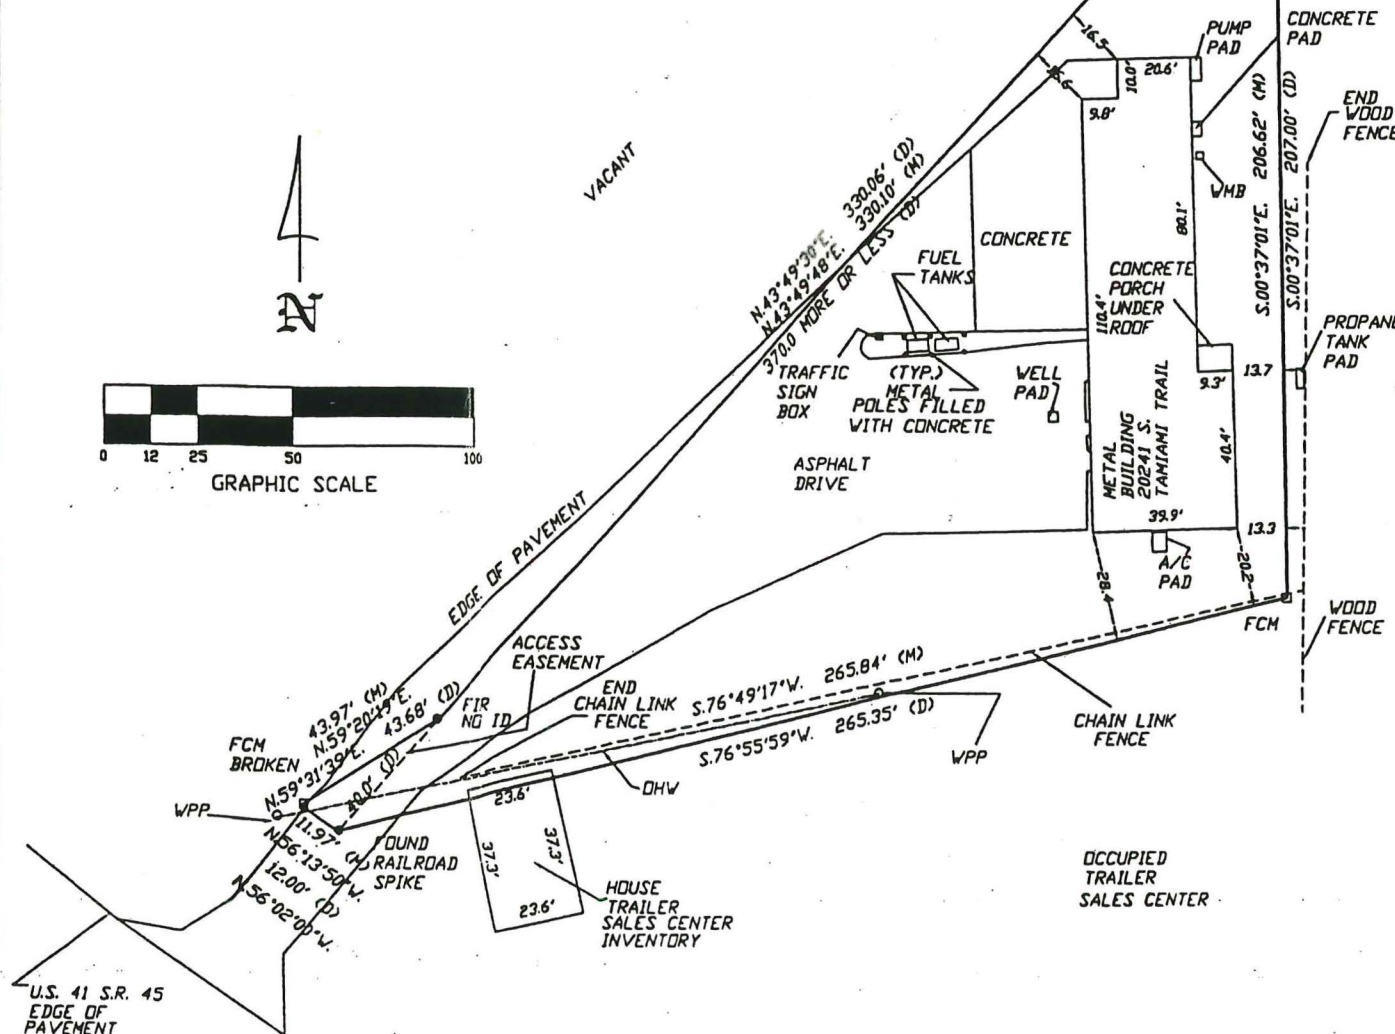 PUMP
PAD
CONCRETE
PAD
16.5
10.0'
20.6'
9.8'
END
WOOD
FENCE
WMB
S.00°37'01"E. 206.62' (M)
S.00°37'01"E. 207.00' (D)
80.1'
VACANT
N.43°49'30"E. 330.06' (D)
N.43°49'48"E. 330.10' (M)
370.0 MORE OR LESS (D)
CONCRETE
FUEL
TANKS
CONCRETE
PORCH
UNDER
ROOF
110.4'
N
PROPANE
TANK
PAD
TRAFFIC
SIGN
BOX
(TYP.)
METAL
POLES FILLED
WITH CONCRETE
WELL
PAD
9.3'
13.7
METAL
BUILDING
20241 S.
TAMIAMI TRAIL
40.4'
0 12 25 50 100
GRAPHIC SCALE
ASPHALT
DRIVE
39.9'
13.3
A/C
PAD
28.4
20.2
EDGE OF PAVEMENT
FCM
WOOD
FENCE
ACCESS
EASEMENT
END
CHAIN LINK
FENCE
S.76°49'17"W. 265.84' (M)
S.76°55'59"W. 265.35' (D)
CHAIN LINK
FENCE
WPP
43.97' (M)
N.59°20'19"E.
43.68' (D)
N.59°31'39"E.
FIR
NO ID
FCM
BROKEN
40.0' (D)
WPP
OHW
11.97' (M)
N.56°13'50"W.
12.00' (D)
N.56°02'00"W.
FOUND
RAILROAD
SPIKE
23.6'
37.3'
37.3'
23.6'
HOUSE
TRAILER
SALES CENTER
INVENTORY
OCCUPIED
TRAILER
SALES CENTER
U.S. 41 S.R. 45
EDGE OF
PAVEMENT